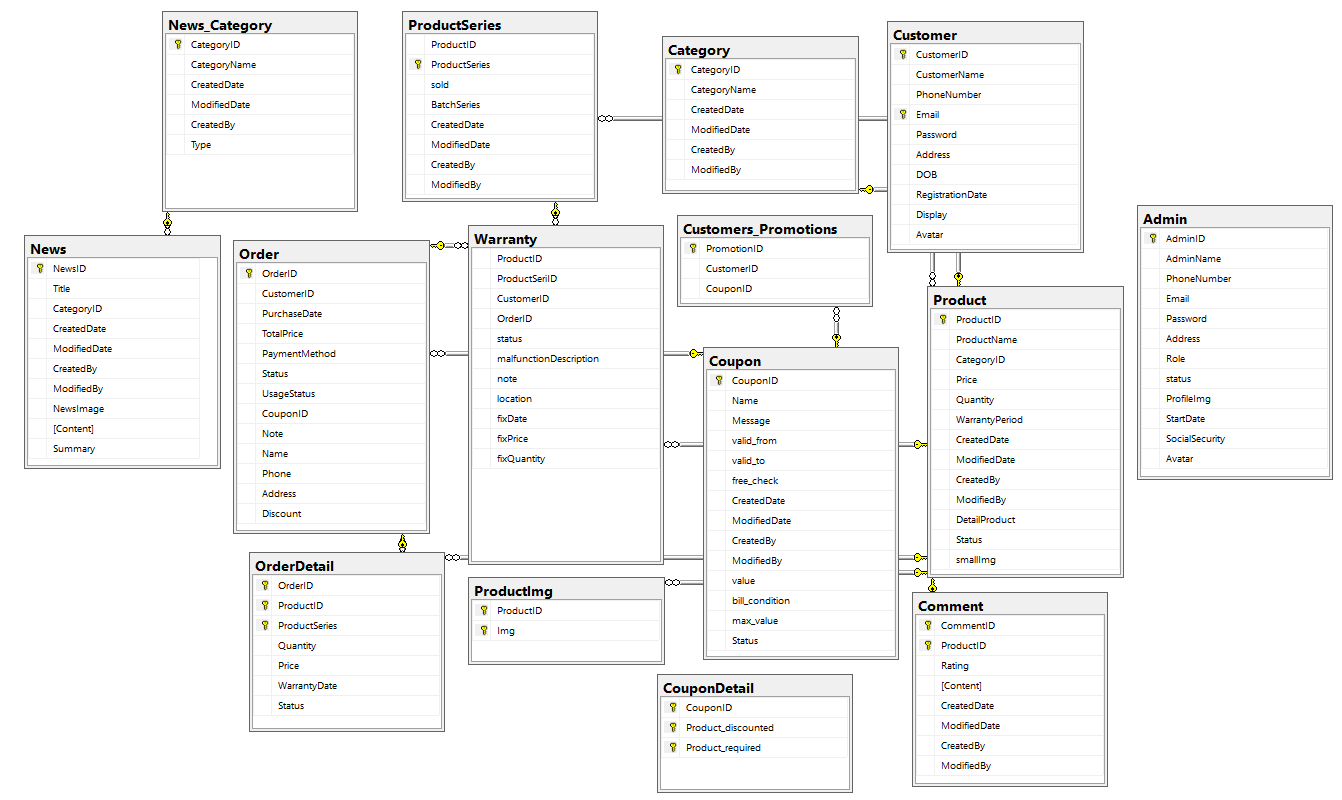 News_Category
CategoryID
CategoryName
CreatedDate
ModifiedDate
CreatedBy
Type
ProductSeries
ProductID
ProductSeries
sold
BatchSeries
CreatedDate
ModifiedDate
CreatedBy
ModifiedBy
Category
CategoryID
CategoryName
CreatedDate
ModifiedDate
CreatedBy
ModifiedBy
Customer
CustomerID
CustomerName
PhoneNumber
Email
Password
Address
DOB
RegistrationDate
Display
Avatar
News
NewsID
Title
CategoryID
CreatedDate
ModifiedDate
CreatedBy
ModifiedBy
NewsImage
[Content]
Summary
Order
OrderID
CustomerID
PurchaseDate
TotalPrice
PaymentMethod
Status
UsageStatus
CouponID
Note
Name
Phone
Address
Discount
Warranty
ProductID
ProductSeriID
CustomerID
OrderID
status
malfunctionDescription
note
location
fixDate
fixPrice
fixQuantity
Customers_Promotions
PromotionID
CustomerID
CouponID
Admin
AdminID
AdminName
PhoneNumber
Email
Password
Address
Role
status
ProfileImg
StartDate
SocialSecurity
Avatar
Product
ProductID
ProductName
CategoryID
Price
Quantity
WarrantyPeriod
CreatedDate
ModifiedDate
CreatedBy
ModifiedBy
DetailProduct
Status
smallImg
Coupon
CouponID
Name
Message
valid_from
valid_to
free_check
CreatedDate
ModifiedDate
CreatedBy
ModifiedBy
value
bill_condition
max_value
Status
OrderDetail
OrderID
ProductID
ProductSeries
Quantity
Price
WarrantyDate
Status
ProductImg
ProductID
Img
Comment
CommentID
ProductID
Rating
[Content]
CreatedDate
ModifiedDate
CreatedBy
ModifiedBy
CouponDetail
CouponID
Product_discounted
Product_required